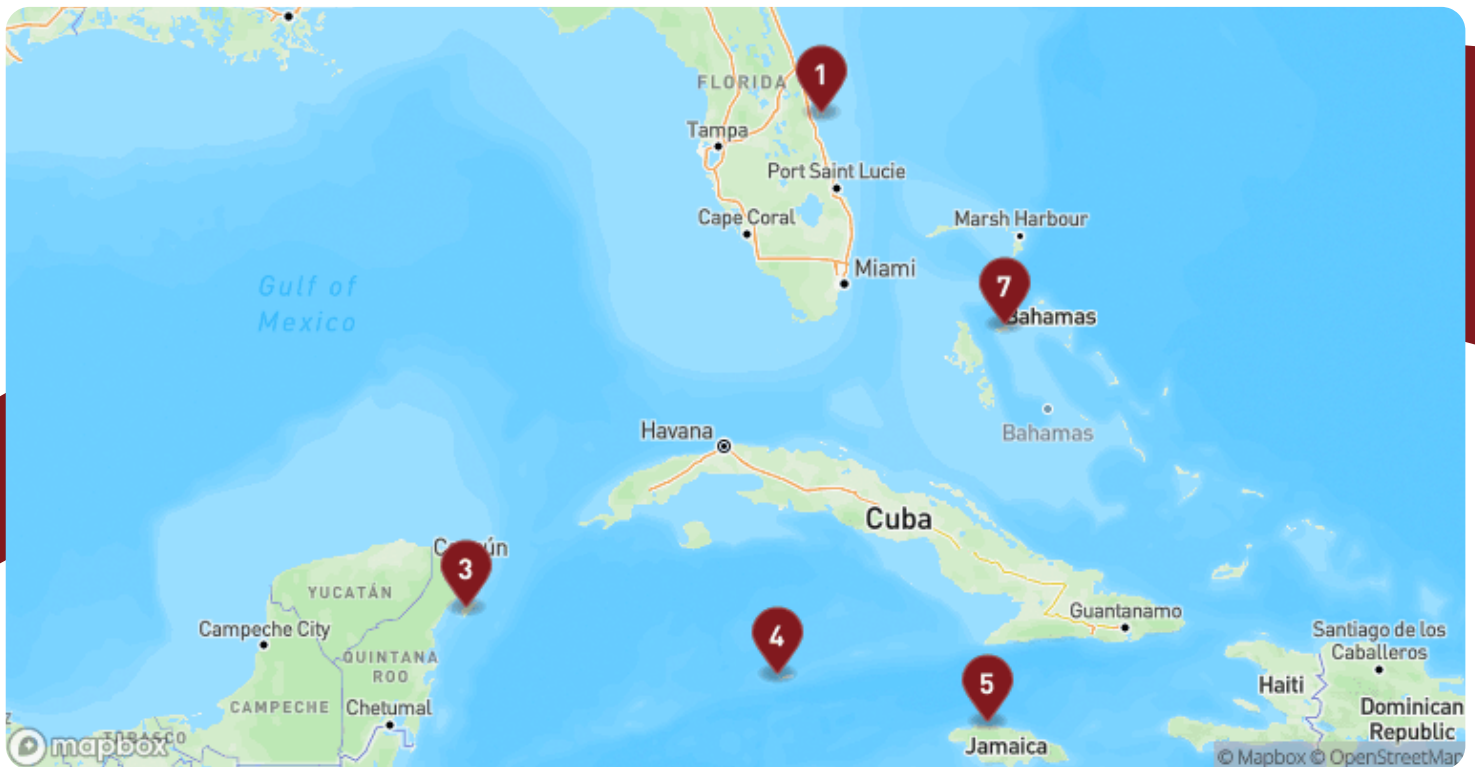 1
FLORIDA
Tampa
Port Saint Lucie
Cape Coral
Marsh Harbour
Miami
7
Bahamas
Gulf of
Mexico
Havana
Bahamas
Cuba
3
YUCATÁN
Campeche City
QUINTANA
ROO
CAMPECHE
Chetumal
4
5
Guantanamo
Santiago de los
Caballeros
Haiti
Dominican
Republic
Jamaica
mapbox
© Mapbox © OpenStreetMap